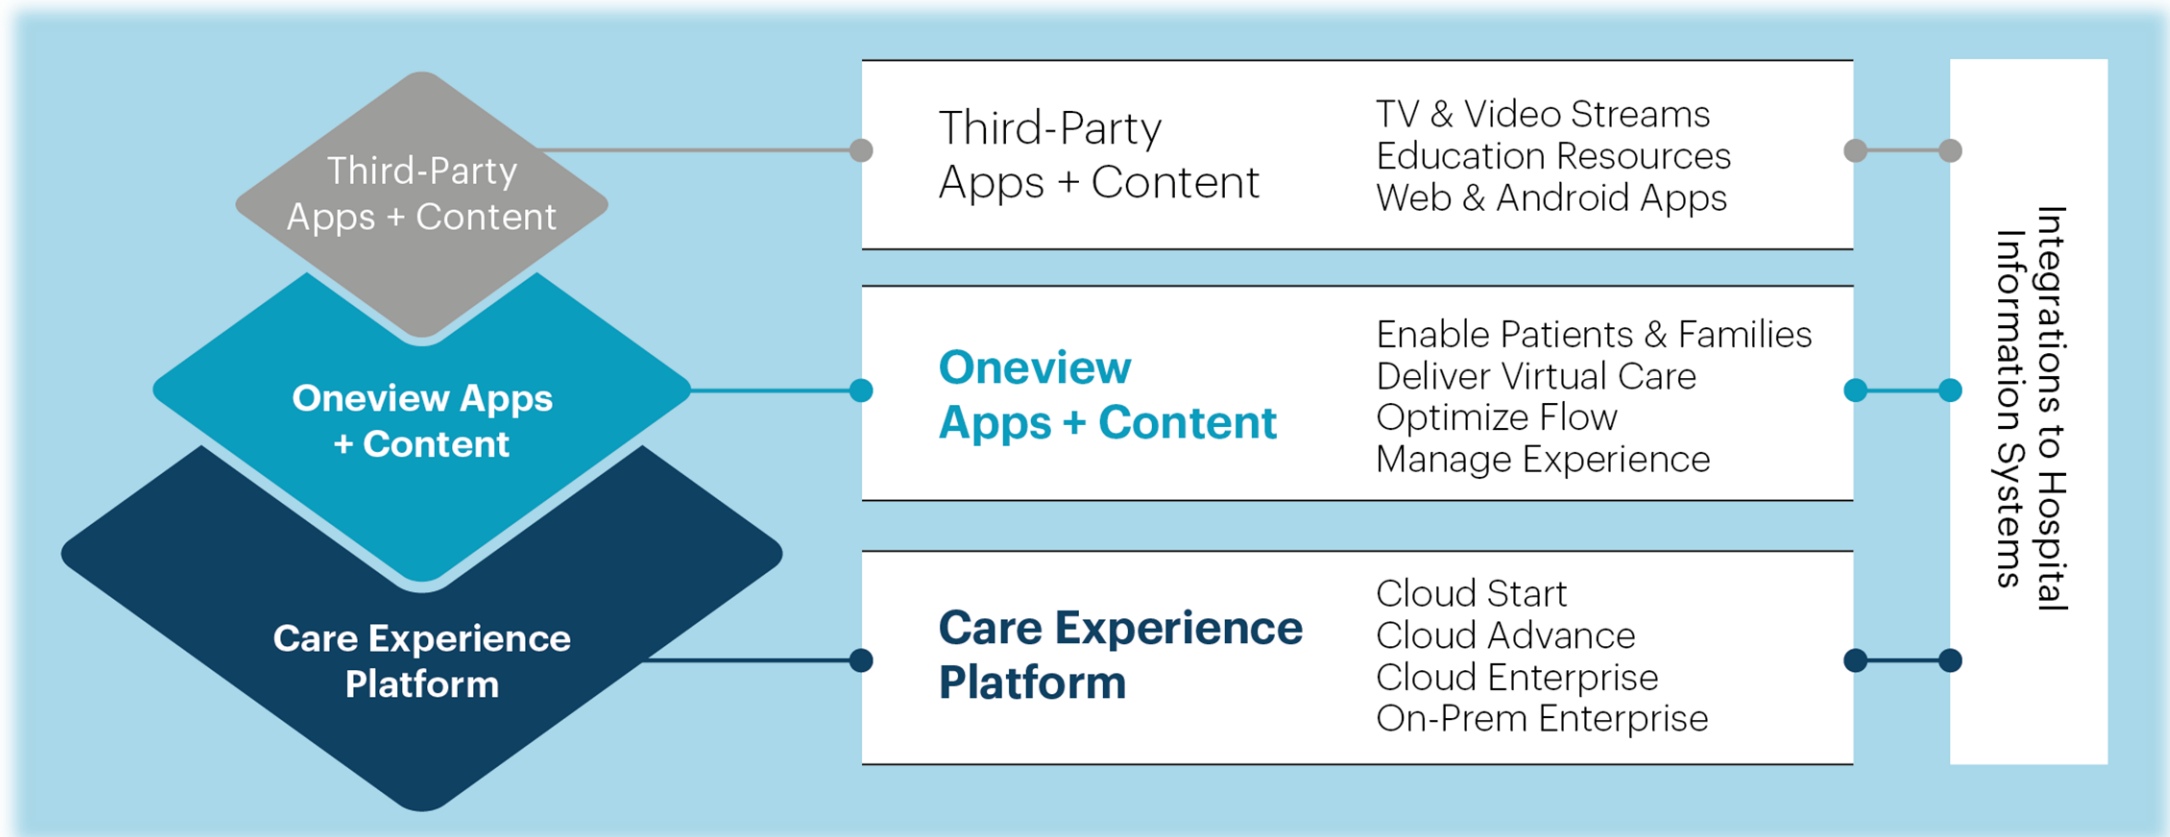 Third-Party
Apps + Content
Oneview Apps
+ Content
Care Experience
Platform
Third-Party
Apps + Content
TV & Video Streams
Education Resources
Web & Android Apps
Oneview
Apps + Content
Enable Patients & Families
Deliver Virtual Care
Optimize Flow
Manage Experience
Care Experience
Platform
Cloud Start
Cloud Advance
Cloud Enterprise
On-Prem Enterprise
Integrations to Hospital
Information Systems